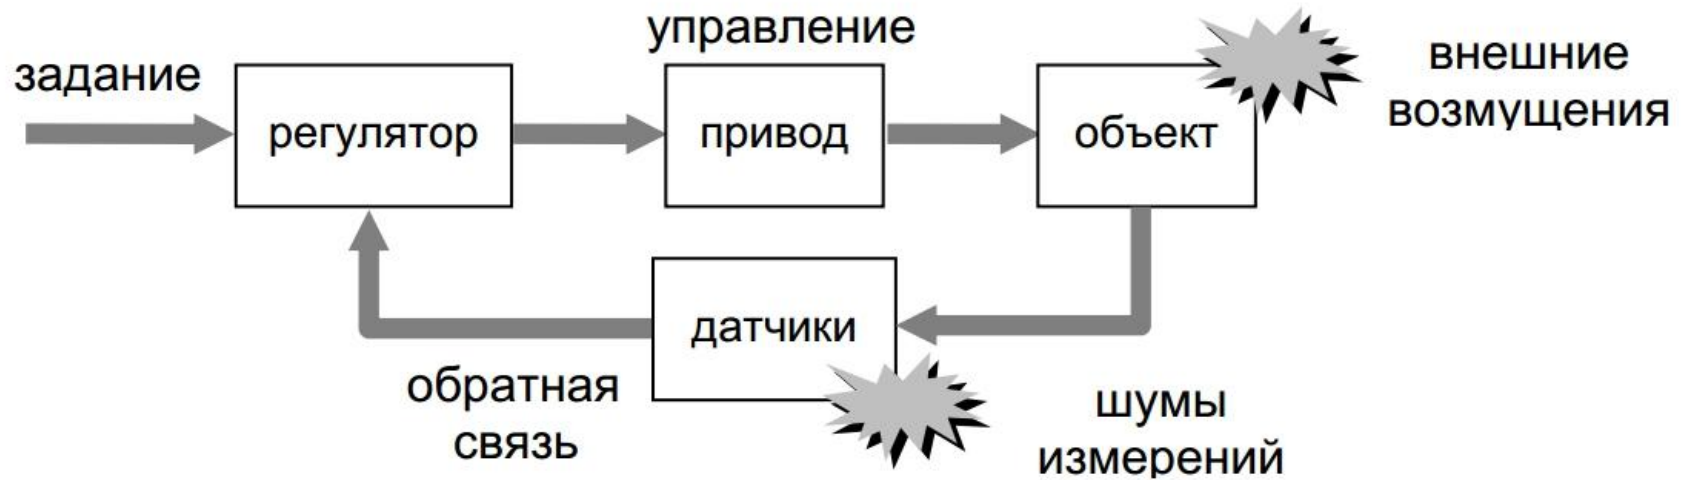 управление
задание
внешние
возмущения
регулятор
привод
объект
датчики
обратная
связь
шумы
измерений